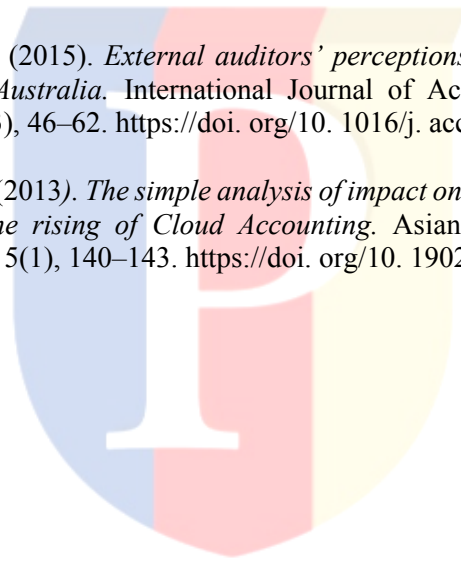 (2015). External auditors’ perceptions
Australia. International Journal of Ac
), 46–62. https://doi. org/10. 1016/j. acc
(2013). The simple analysis of impact on
e rising of Cloud Accounting. Asian
5(1), 140–143. https://doi. org/10. 1902
P